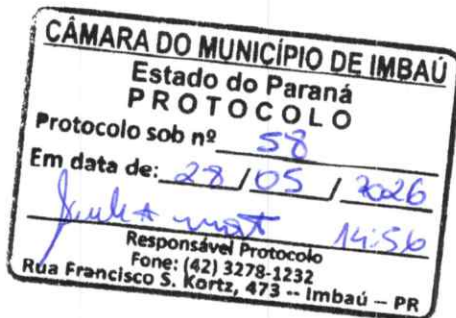 CÂMARA DO MUNICÍPIO DE IMBAÚ
Estado do Paraná
PROTOCOLO
Protocolo sob nº 58
Em data de: 28 / 05 / 2026
14:56
Responsável Protocolo
Fone: (42) 3278-1232
Rua Francisco S. Kortz, 473 -- Imbaú – PR